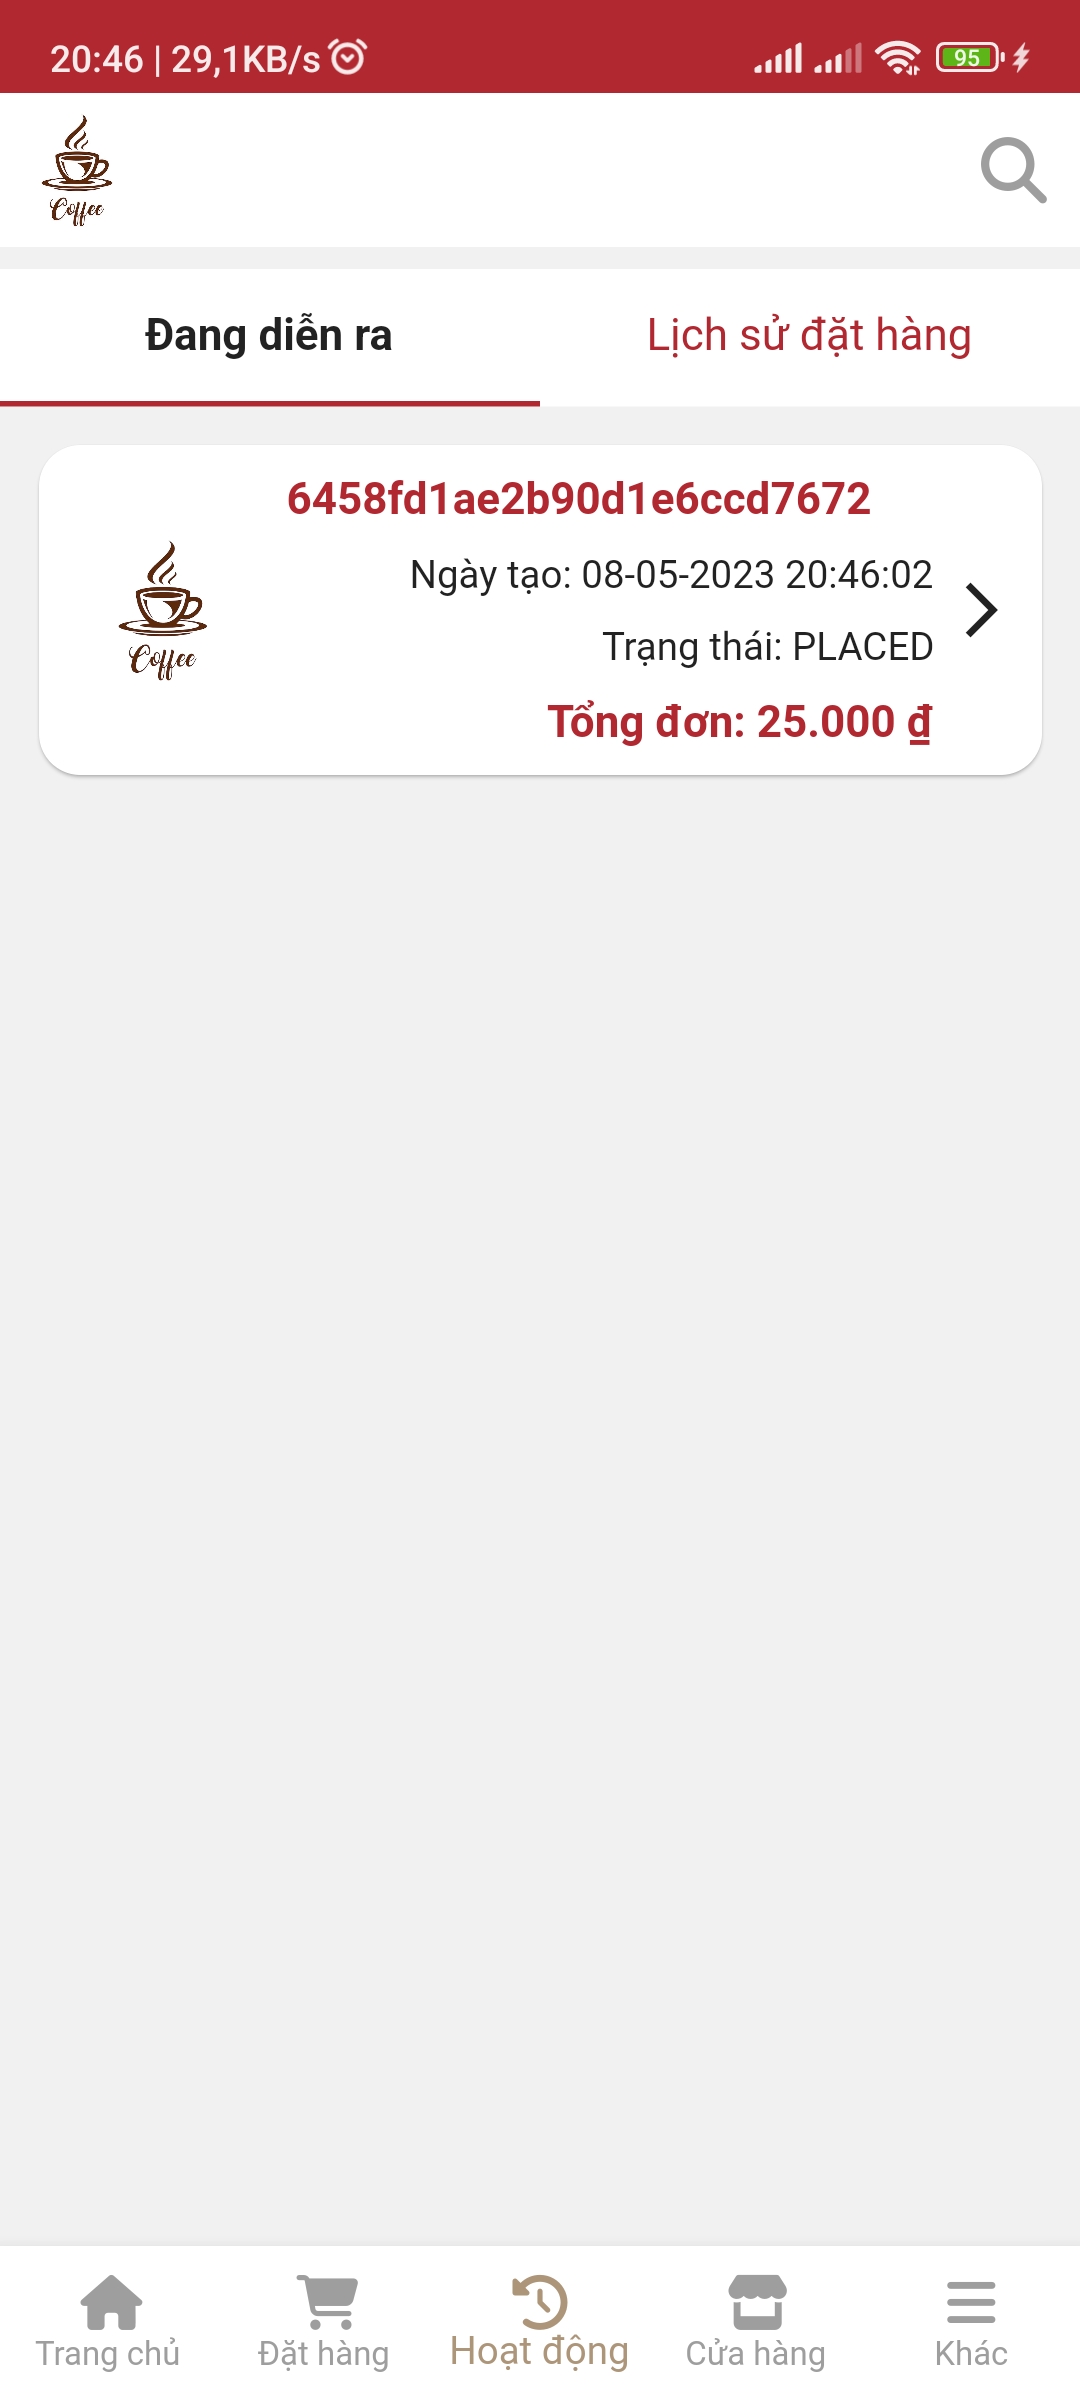 20:46 | 29,1KB/s
95
Coffee
Đang diễn ra
Lịch sử đặt hàng
6458fd1ae2b90d1e6ccd7672
Ngày tạo: 08-05-2023 20:46:02
Coffee
Trạng thái: PLACED
Tổng đơn: 25.000 ₫
Trang chủ
Đặt hàng
Hoạt động
Cửa hàng
Khác